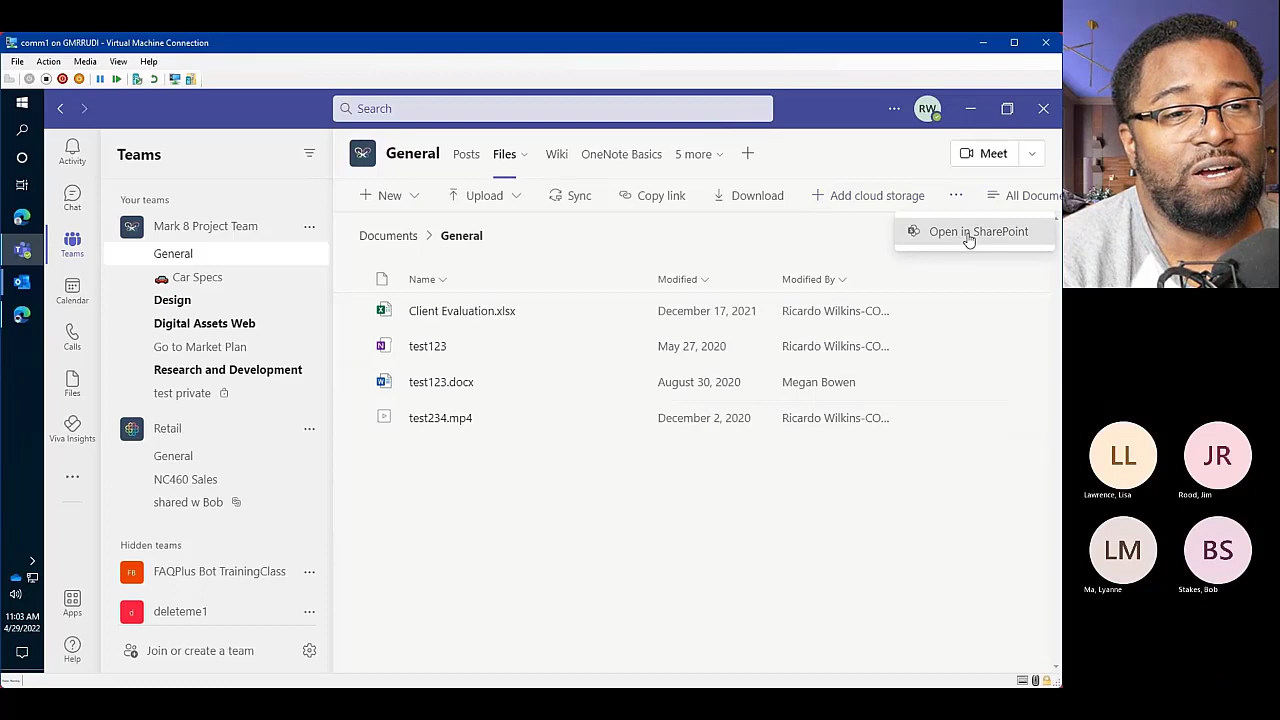 comm1 on GMRRUDI - Virtual Machine Connection
File Action Media View Help
Search
RW
Activity
Chat
Teams
Calendar
Calls
Files
Viva Insights
Apps
Help
11:03 AM
4/29/2022
Teams
Your teams
Mark 8 Project Team
General
Car Specs
Design
Digital Assets Web
Go to Market Plan
Research and Development
test private
Retail
General
NC460 Sales
shared w Bob
Hidden teams
FB FAQPlus Bot TrainingClass
d deleteme1
Join or create a team
General Posts Files Wiki OneNote Basics 5 more Meet
New Upload Sync Copy link Download Add cloud storage All Docume
Open in SharePoint
Documents General
Name Modified Modified By
Client Evaluation.xlsx December 17, 2021 Ricardo Wilkins-CO...
test123 May 27, 2020 Ricardo Wilkins-CO...
test123.docx August 30, 2020 Megan Bowen
test234.mp4 December 2, 2020 Ricardo Wilkins-CO...
LL JR
Lawrence, Lisa Rood, Jim
LM BS
Ma, Lyanne Stakes, Bob